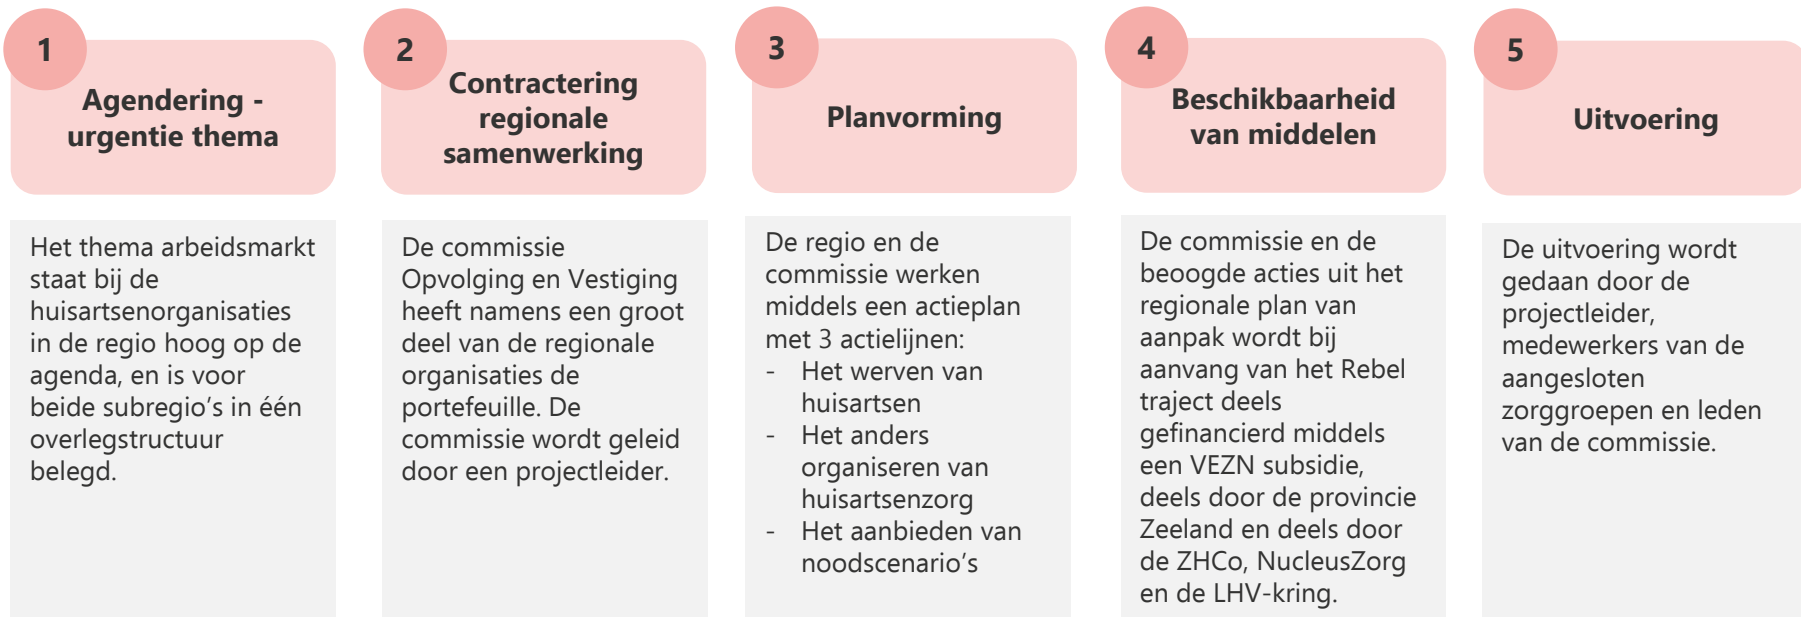 1
Agendering -
urgentie thema
Het thema arbeidsmarkt
staat bij de
huisartsenorganisaties
in de regio hoog op de
agenda, en is voor
beide subregio's in één
overlegstructuur
belegd.
2
Contractering
regionale
samenwerking
De commissie
Opvolging en Vestiging
heeft namens een groot
deel van de regionale
organisaties de
portefeuille. De
commissie wordt geleid
door een projectleider.
3
Planvorming
De regio en de
commissie werken
middels een actieplan
met 3 actielijnen:
- Het werven van
huisartsen
- Het anders
organiseren van
huisartsenzorg
- Het aanbieden van
noodscenario's
4
Beschikbaarheid
van middelen
De commissie en de
beoogde acties uit het
regionale plan van
aanpak wordt bij
aanvang van het Rebel
traject deels
gefinancierd middels
een VEZN subsidie,
deels door de provincie
Zeeland en deels door
de ZHCo, NucleusZorg
en de LHV-kring.
5
Uitvoering
De uitvoering wordt
gedaan door de
projectleider,
medewerkers van de
aangesloten
zorggroepen en leden
van de commissie.